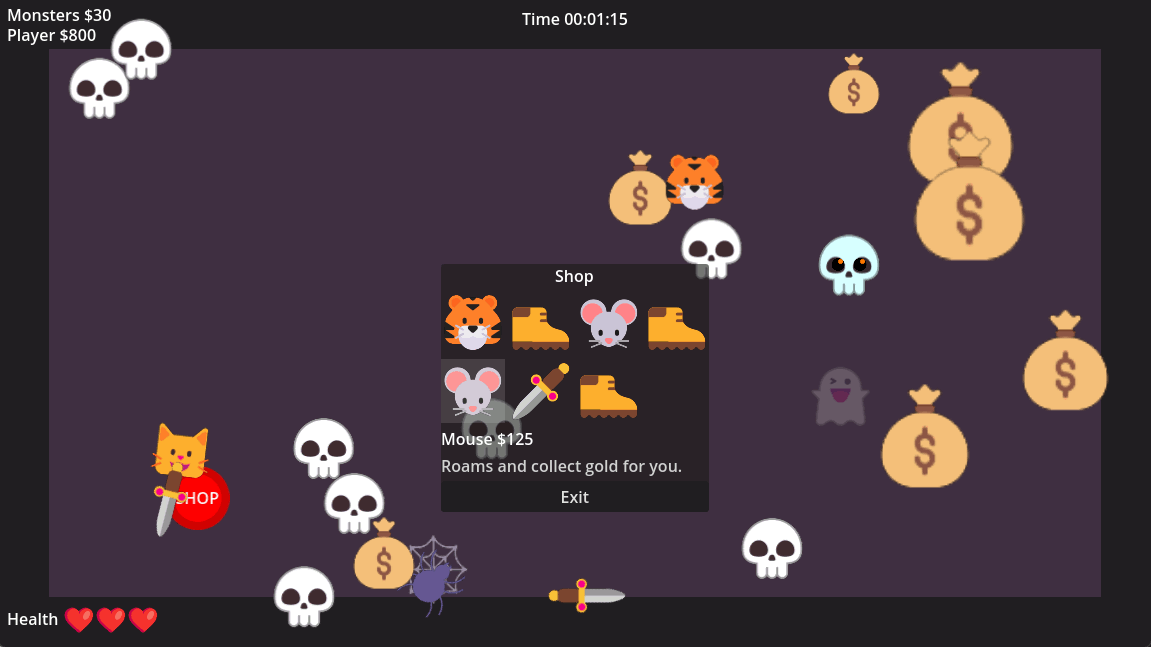 Monsters $30
Player $800
Time 00:01:15
$
$
$
$
Shop
$
$
SHOP
Mouse $125
Roams and collect gold for you.
Exit
$
Health